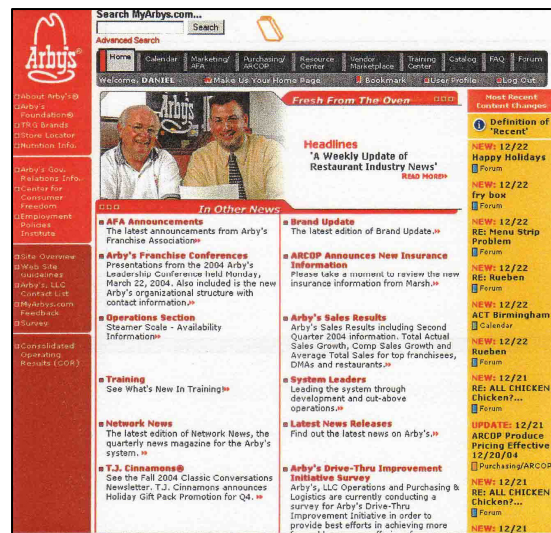 Search MyArbys.com...
Search
Advanced Search
Arby's
Home
Calendar
Marketing/
AFA
Purchasing/
ARCOP
Resource
Center
Vendor
Marketplace
Training
Center
Catalog
FAQ
Forum
Welcome, DANIEL
Make Us Your Home Page
Bookmark
User Profile
Log Out
About Arby's®
Arby's
Foundation®
TRG Brands
Store Locator
Nutrition Info.
Arby's Gov.
Relations Info.
Center for
Consumer
Freedom
Employment
Policies
Institute
Site Overview
Web Site
Guidelines
Arby's, LLC
Contact List
MyArbys.com
Feedback
Survey
Consolidated
Operating
Results (COR)
Arby's
Fresh From The Oven
Headlines
'A Weekly Update of
Restaurant Industry News'
READ MORE»
In Other News
AFA Announcements
The latest announcements from Arby's
Franchise Association»
Arby's Franchise Conferences
Presentations from the 2004 Arby's
Leadership Conference held Monday,
March 22, 2004. Also included is the new
Arby's organizational structure with
contact information.»
Operations Section
Steamer Scale - Availability
Information»
Training
See What's New In Training»
Network News
The latest edition of Network News, the
quarterly news magazine for the Arby's
system. »
T.J. Cinnamons®
See the Fall 2004 Classic Conversations
Newsletter. T.J. Cinnamons announces
Holiday Gift Pack Promotion for Q4. »
Brand Update
The latest edition of Brand Update.»
ARCOP Announces New Insurance
Information
Please take a moment to review the new
insurance information from Marsh.»
Arby's Sales Results
Arby's Sales Results including Second
Quarter 2004 information. Total Actual
Sales Growth, Comp Sales Growth and
Average Total Sales for top franchisees,
DMAs and restaurants.»
System Leaders
Leading the system through
development and cut-above
operations.»
Latest News Releases
Find out the latest news on Arby's.»
Arby's Drive-Thru Improvement
Initiative Survey
Arby's, LLC Operations and Purchasing &
Logistics are currently conducting a
survey for Arby's Drive-Thru
Improvement Initiative in order to
provide best efforts in achieving more
Most Recent
Content Changes
Definition of
'Recent'
NEW: 12/22
Happy Holidays
Forum
NEW: 12/22
fry box
Forum
NEW: 12/22
RE: Menu Strip
Problem
Forum
NEW: 12/22
RE: Rueben
Forum
NEW: 12/22
ACT Birmingham
Calendar
NEW: 12/22
Rueben
Forum
NEW: 12/21
RE: ALL CHICKEN
Chicken?...
Forum
UPDATE: 12/21
ARCOP Produce
Pricing Effective
12/20/04
Purchasing/ARCOP
NEW: 12/21
RE: ALL CHICKEN
Chicken?...
Forum
NEW: 12/21